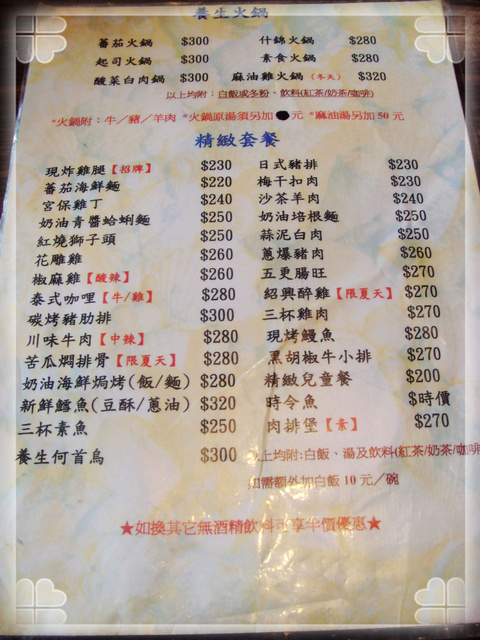 養生火鍋
蕃茄火鍋 $300 什錦火鍋 $280
起司火鍋 $300 素食火鍋 $280
酸菜白肉鍋 $300 麻油雞火鍋(冬天) $320
以上均附:白飯或冬粉、飲料(紅茶/奶茶/咖啡)
*火鍋附:牛/豬/羊肉 *火鍋原湯須另加●元 *麻油湯另加50元
精緻套餐
現炸雞腿【招牌】 $230 日式豬排 $230
蕃茄海鮮麵 $220 梅干扣肉 $230
宮保雞丁 $240 沙茶羊肉 $240
奶油青醬蛤蜊麵 $250 奶油培根麵 $250
紅燒獅子頭 $250 蒜泥白肉 $250
花雕雞 $260 蔥爆豬肉 $260
椒麻雞【酸辣】 $260 五更腸旺 $270
泰式咖哩【牛/雞】 $280 紹興醉雞【限夏天】 $270
碳烤豬肋排 $300 三杯雞肉 $270
川味牛肉【中辣】 $280 現烤鰻魚 $280
苦瓜燜排骨【限夏天】 $280 黑胡椒牛小排 $270
奶油海鮮焗烤(飯/麵) $280 精緻兒童餐 $200
新鮮鱈魚(豆酥/蔥油) $320 時令魚 $時價
三杯素魚 $250 肉排堡【素】 $270
養生何首烏 $300 以上均附:白飯、湯及飲料(紅茶/奶茶/咖啡
如需額外加白飯10元/碗
★如換其它無酒精飲料可享半價優惠★